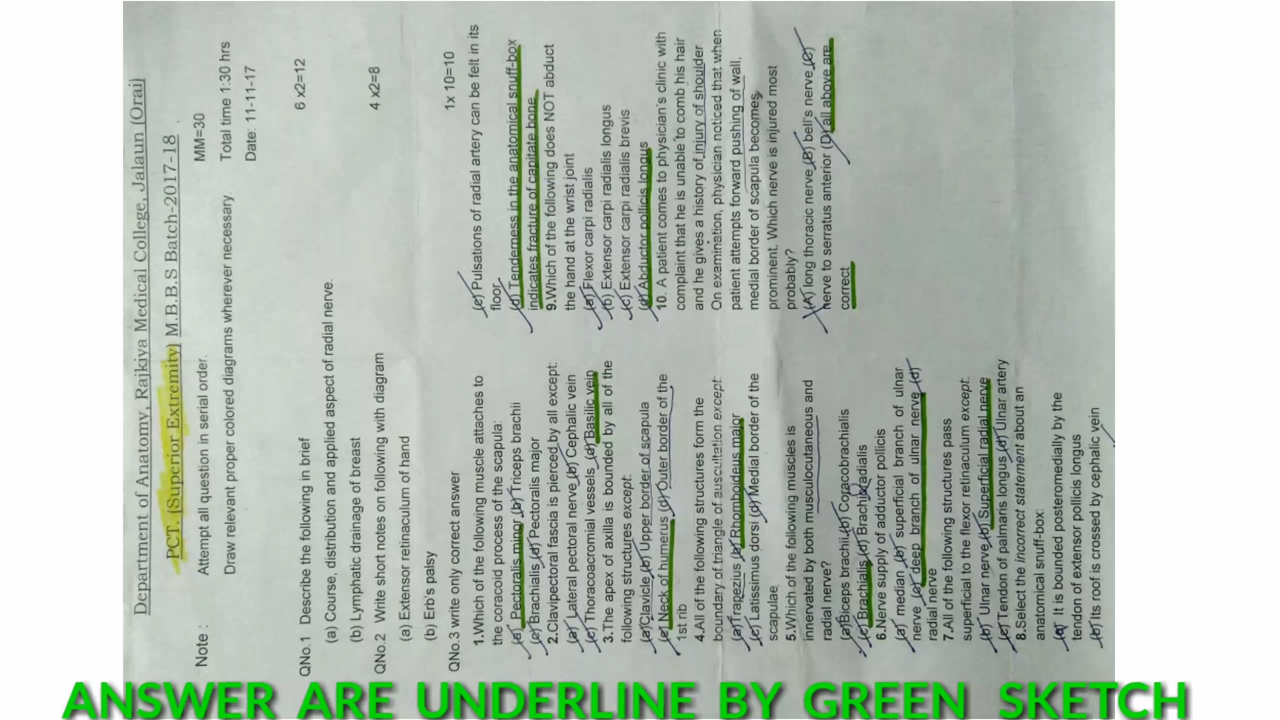 Department of Anatomy, Rajkiya Medical College, Jalaun (Orai)
PCT. (Superior Extremity) M.B.B.S Batch-2017-18
Note :
Attempt all question in serial order.
MM=30
Draw relevant proper colored diagrams wherever necessary.
Total time 1:30 hrs
Date: 11-11-17
QNo.1 Describe the following in brief
6 x2=12
(a) Course, distribution and applied aspect of radial nerve.
(b) Lymphatic drainage of breast
QNo.2 Write short notes on following with diagram
4 x2=8
(a) Extensor retinaculum of hand
(b) Erb's palsy
QNo.3 write only correct answer
1x 10=10
1.Which of the following muscle attaches to
the coracoid process of the scapula:
(a) Pectoralis minor (b) Triceps brachii
(c) Brachialis (d) Pectoralis major
2.Clavipectoral fascia is pierced by all except:
(a) Lateral pectoral nerve (b) Cephalic vein
(c) Thoracoacromial vessels (d) Basilic vein
3.The apex of axilla is bounded by all of the
following structures except:
(a)Clavicle (b) Upper border of scapula
(c) Neck of humerus (d) Outer border of the
1st rib
4.All of the following structures form the
boundary of triangle of auscultation except:
(a) Trapezius (b) Rhomboideus major
(c) Latissimus dorsi (d) Medial border of the
scapulae
5.Which of the following muscles is
innervated by both musculocutaneous and
radial nerve?
(a)Biceps brachii (b) Coracobrachialis
(c) Brachialis (d) Brachioradialis
6.Nerve supply of adductor pollicis
(a) median (b) superficial branch of ulnar
nerve (c) deep branch of ulnar nerve (d)
radial nerve
7.All of the following structures pass
superficial to the flexor retinaculum except:
(b) Ulnar nerve (b) Superficial radial nerve
(c) Tendon of palmaris longus (d) Ulnar artery
8.Select the incorrect statement about an
anatomical snuff-box:
(a) It is bounded posteromedially by the
tendon of extensor pollicis longus
(b) Its roof is crossed by cephalic vein
(c) Pulsations of radial artery can be felt in its
floor
(d) Tenderness in the anatomical snuff-box
indicates fracture of capitate bone
9.Which of the following does NOT abduct
the hand at the wrist joint
(a) Flexor carpi radialis
(b) Extensor carpi radialis longus
(c) Extensor carpi radialis brevis
(d) Abductor pollicis longus
10. A patient comes to physician's clinic with
complaint that he is unable to comb his hair
and he gives a history of injury of shoulder.
On examination, physician noticed that when
patient attempts forward pushing of wall,
medial border of scapula becomes
prominent. Which nerve is injured most
probably?
(A) long thoracic nerve (B) bell's nerve (C)
nerve to serratus anterior (D) all above are
correct
ANSWER ARE UNDERLINE BY GREEN SKETCH